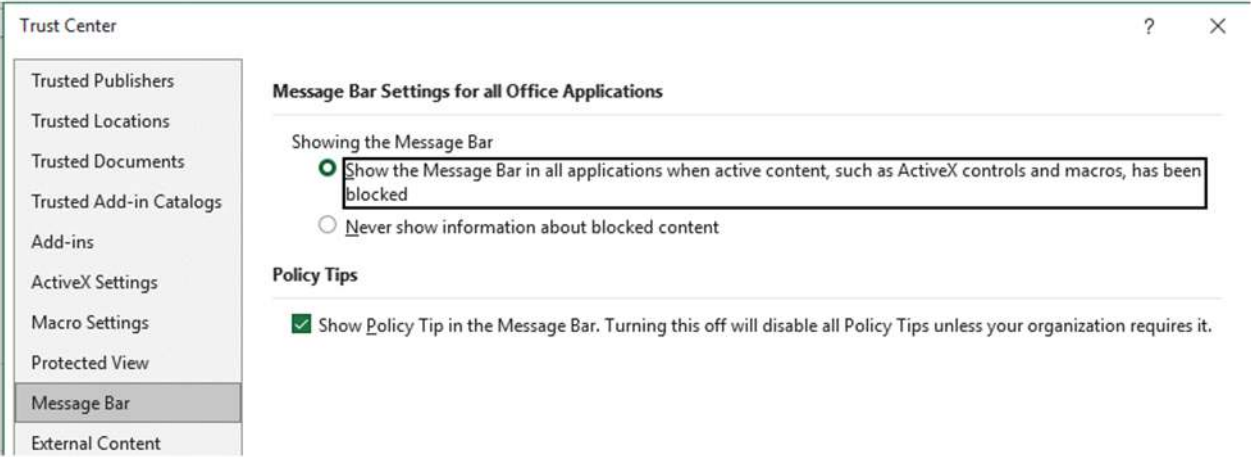 Trust Center
?
Trusted Publishers
Trusted Locations
Trusted Documents
Trusted Add-in Catalogs
Add-ins
ActiveX Settings
Macro Settings
Protected View
Message Bar
External Content
Message Bar Settings for all Office Applications
Showing the Message Bar
Show the Message Bar in all applications when active content, such as ActiveX controls and macros, has been
blocked
Never show information about blocked content
Policy Tips
Show Policy Tip in the Message Bar. Turning this off will disable all Policy Tips unless your organization requires it.